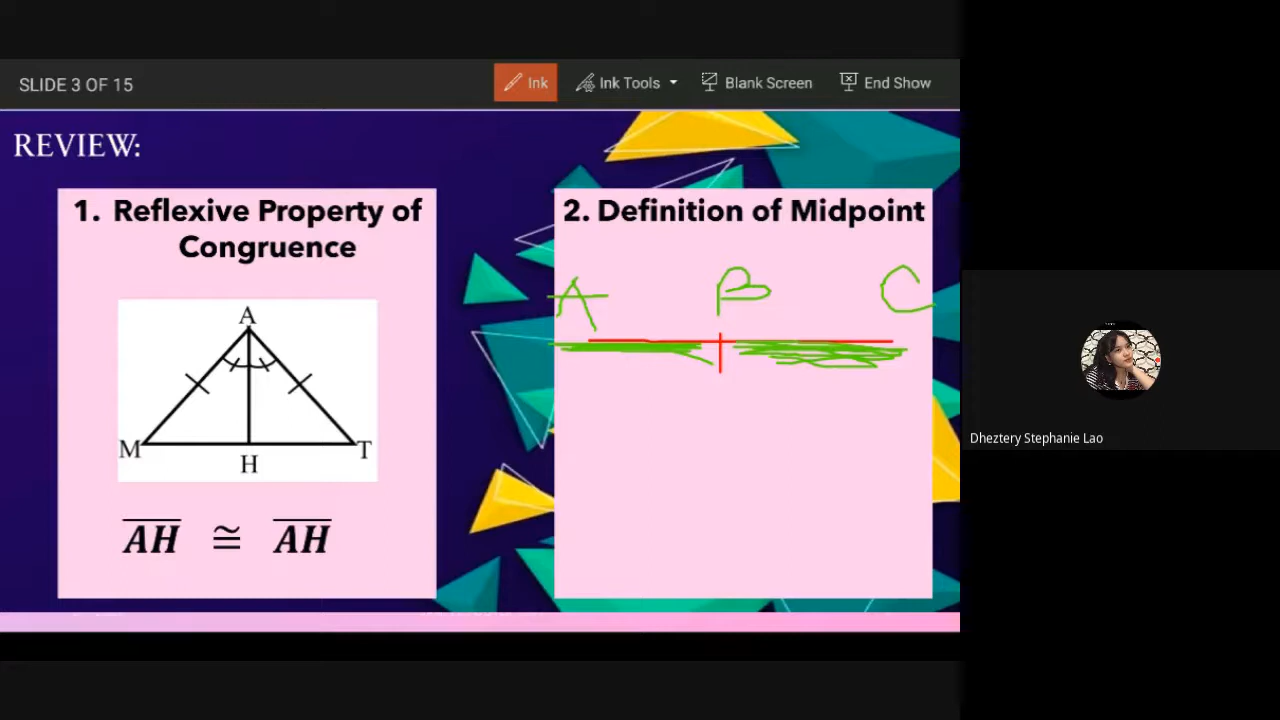 SLIDE 3 OF 15
Ink
Ink Tools
Blank Screen
End Show
REVIEW:
1. Reflexive Property of
Congruence
A
M
H
T
AH ≅ AH
2. Definition of Midpoint
A B C
Dheztery Stephanie Lao